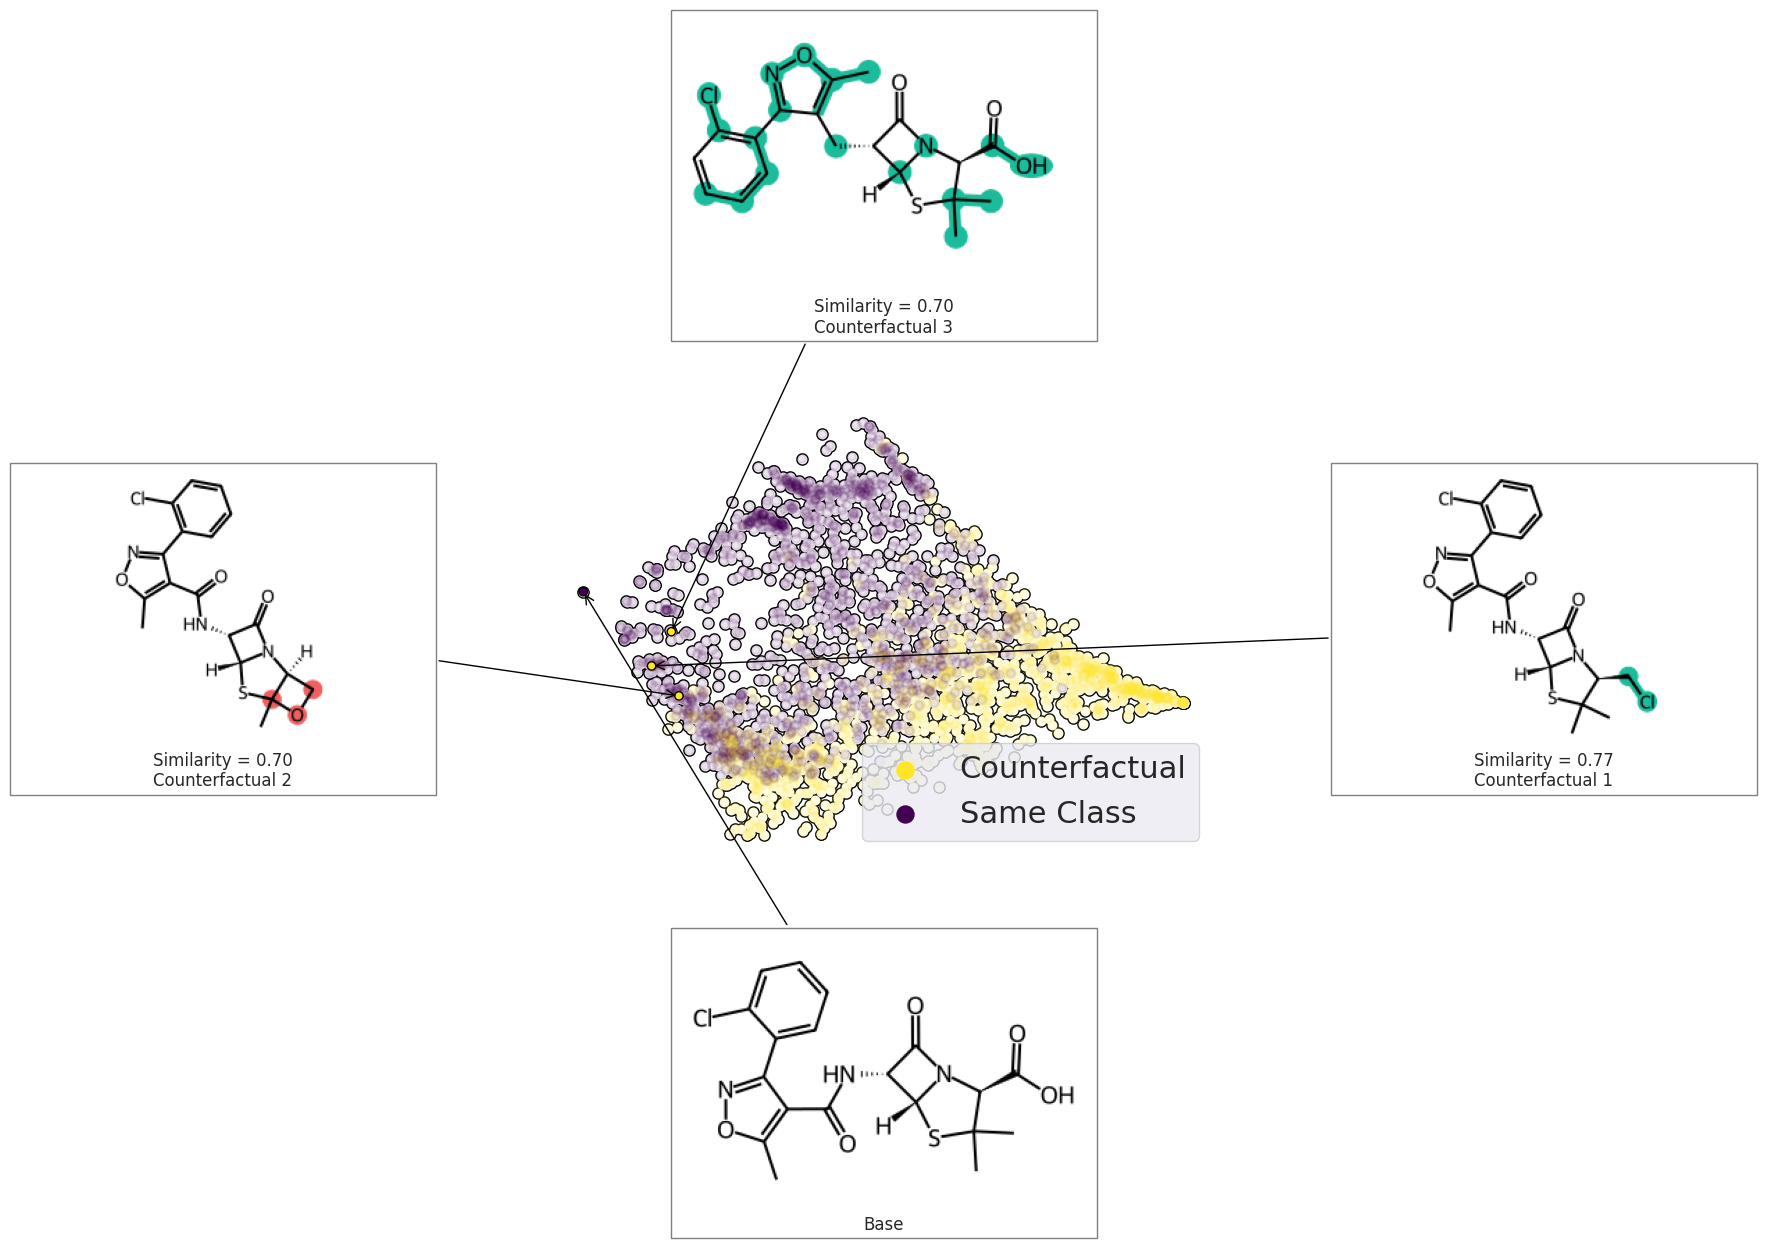 O
N
Cl
O
O
N
OH
H
S
Similarity = 0.70
Counterfactual 3
Cl
N
O
O
HN
O
N
H
H
S
O
Similarity = 0.70
Counterfactual 2
Cl
N
O
O
HN
O
N
H
S
Cl
Similarity = 0.77
Counterfactual 1
Counterfactual
Same Class
O
Cl
O
HN
N
N
OH
H
O
S
O
Base